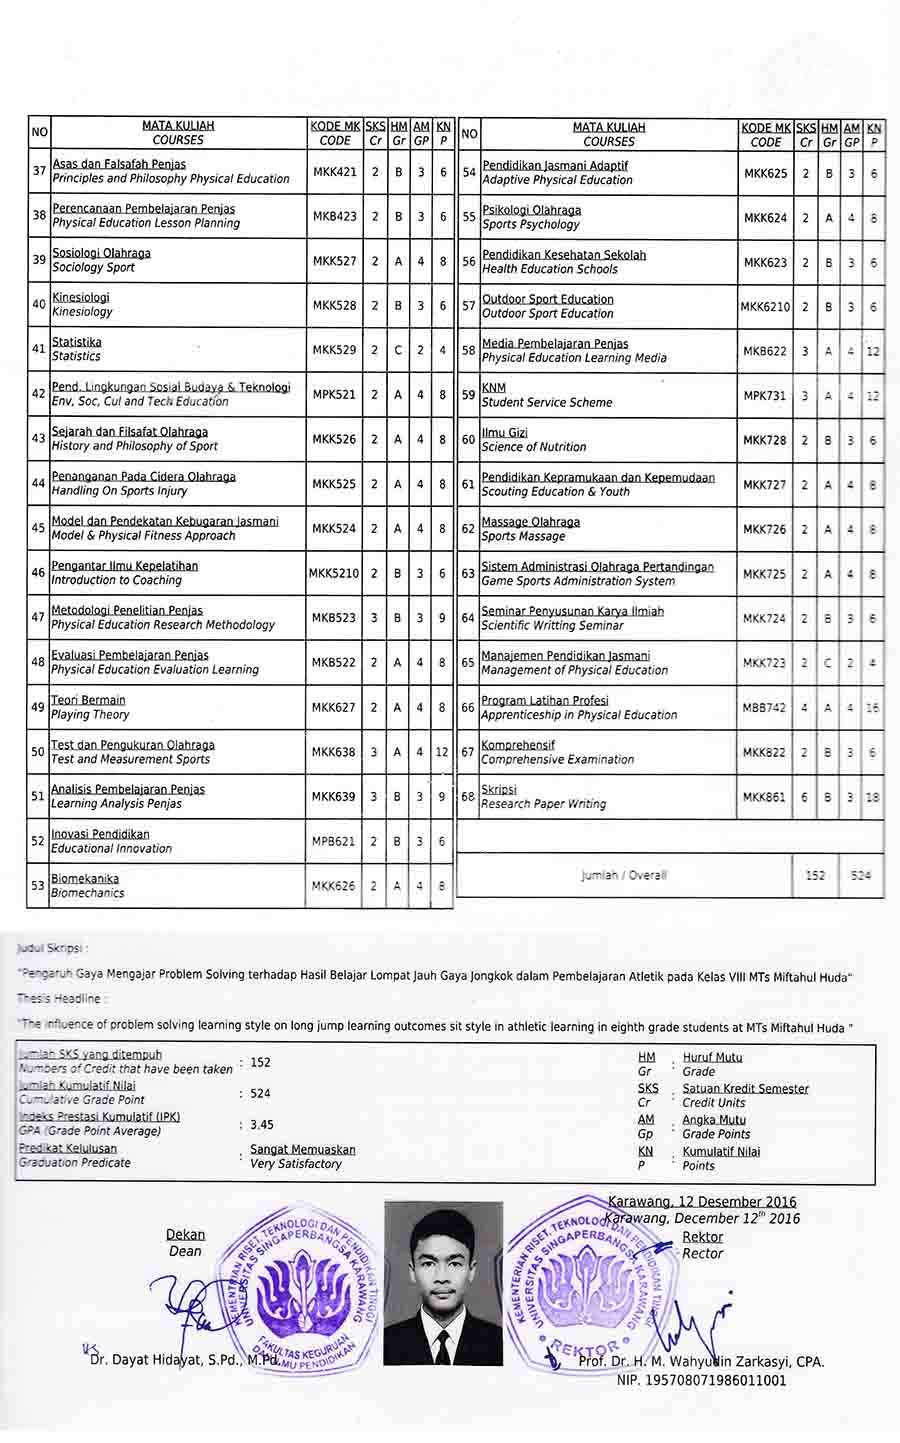 NO MATA KULIAH KODE MK SKS HM AM KN
COURSES CODE Cr Gr GP P
37 Asas dan Falsafah Penjas MKK421 2 B 3 6
Principles and Philosophy Physical Education
38 Perencanaan Pembelajaran Penjas MKB423 2 B 3 6
Physical Education Lesson Planning
39 Sosiologi Olahraga MKK527 2 A 4 8
Sociology Sport
40 Kinesiologi MKK528 2 B 3 6
Kinesiology
41 Statistika MKK529 2 C 2 4
Statistics
42 Pend. Lingkungan Sosial Budaya & Teknologi MPK521 2 A 4 8
Env, Soc, Cul and Tech Education
43 Sejarah dan Filsafat Olahraga MKK526 2 A 4 8
History and Philosophy of Sport
44 Penanganan Pada Cidera Olahraga MKK525 2 A 4 8
Handling On Sports Injury
45 Model dan Pendekatan Kebugaran Jasmani MKK524 2 A 4 8
Model & Physical Fitness Approach
46 Pengantar Ilmu Kepelatihan MKK5210 2 B 3 6
Introduction to Coaching
47 Metodologi Penelitian Penjas MKB523 3 B 3 9
Physical Education Research Methodology
48 Evaluasi Pembelajaran Penjas MKB522 2 A 4 8
Physical Education Evaluation Learning
49 Teori Bermain MKK627 2 A 4 8
Playing Theory
50 Test dan Pengukuran Olahraga MKK638 3 A 4 12
Test and Measurement Sports
51 Analisis Pembelajaran Penjas MKK639 3 B 3 9
Learning Analysis Penjas
52 Inovasi Pendidikan MPB621 2 B 3 6
Educational Innovation
53 Biomekanika MKK626 2 A 4 8
Biomechanics
NO MATA KULIAH KODE MK SKS HM AM KN
COURSES CODE Cr Gr GP P
54 Pendidikan Jasmani Adaptif MKK625 2 B 3 6
Adaptive Physical Education
55 Psikologi Olahraga MKK624 2 A 4 8
Sports Psychology
56 Pendidikan Kesehatan Sekolah MKK623 2 B 3 6
Health Education Schools
57 Outdoor Sport Education MKK6210 2 B 3 6
Outdoor Sport Education
58 Media Pembelajaran Penjas MKB622 3 A 4 12
Physical Education Learning Media
59 KNM MPK731 3 A 4 12
Student Service Scheme
60 Ilmu Gizi MKK728 2 B 3 6
Science of Nutrition
61 Pendidikan Kepramukaan dan Kepemudaan MKK727 2 A 4 8
Scouting Education & Youth
62 Massage Olahraga MKK726 2 A 4 8
Sports Massage
63 Sistem Administrasi Olahraga Pertandingan MKK725 2 A 4 8
Game Sports Administration System
64 Seminar Penyusunan Karya Ilmiah MKK724 2 B 3 6
Scientific Writting Seminar
65 Manajemen Pendidikan Jasmani MKK723 2 C 2 4
Management of Physical Education
66 Program Latihan Profesi MBB742 4 A 4 16
Apprenticeship in Physical Education
67 Komprehensif MKK822 2 B 3 6
Comprehensive Examination
68 Skripsi MKK861 6 B 3 18
Research Paper Writing
Jumlah / Overall 152 524
Judul Skripsi :
"Pengaruh Gaya Mengajar Problem Solving terhadap Hasil Belajar Lompat Jauh Gaya Jongkok dalam Pembelajaran Atletik pada Kelas VIII MTs Miftahul Huda"
Thesis Headline :
"The influence of problem solving learning style on long jump learning outcomes sit style in athletic learning in eighth grade students at MTs Miftahul Huda "
Jumlah SKS yang ditempuh : 152 HM : Huruf Mutu
Numbers of Credit that have been taken Gr Grade
Jumlah Kumulatif Nilai : 524 SKS : Satuan Kredit Semester
Cumulative Grade Point Cr Credit Units
Indeks Prestasi Kumulatif (IPK) : 3.45 AM : Angka Mutu
GPA (Grade Point Average) Gp Grade Points
Predikat Kelulusan : Sangat Memuaskan KN : Kumulatif Nilai
Graduation Predicate Very Satisfactory P Points
Karawang, 12 Desember 2016
Karawang, December 12th 2016
Dekan Rektor
Dean Rector
KEMENTERIAN RISET, TEKNOLOGI DAN PENDIDIKAN TINGGI
UNIVERSITAS SINGAPERBANGSA KARAWANG
FAKULTAS KEGURUAN
DAN ILMU PENDIDIKAN
KEMENTERIAN RISET, TEKNOLOGI DAN PENDIDIKAN TINGGI
UNIVERSITAS SINGAPERBANGSA KARAWANG
REKTOR
Dr. Dayat Hidayat, S.Pd., M.Pd. Prof. Dr. H. M. Wahyudin Zarkasyi, CPA.
NIP. 195708071986011001